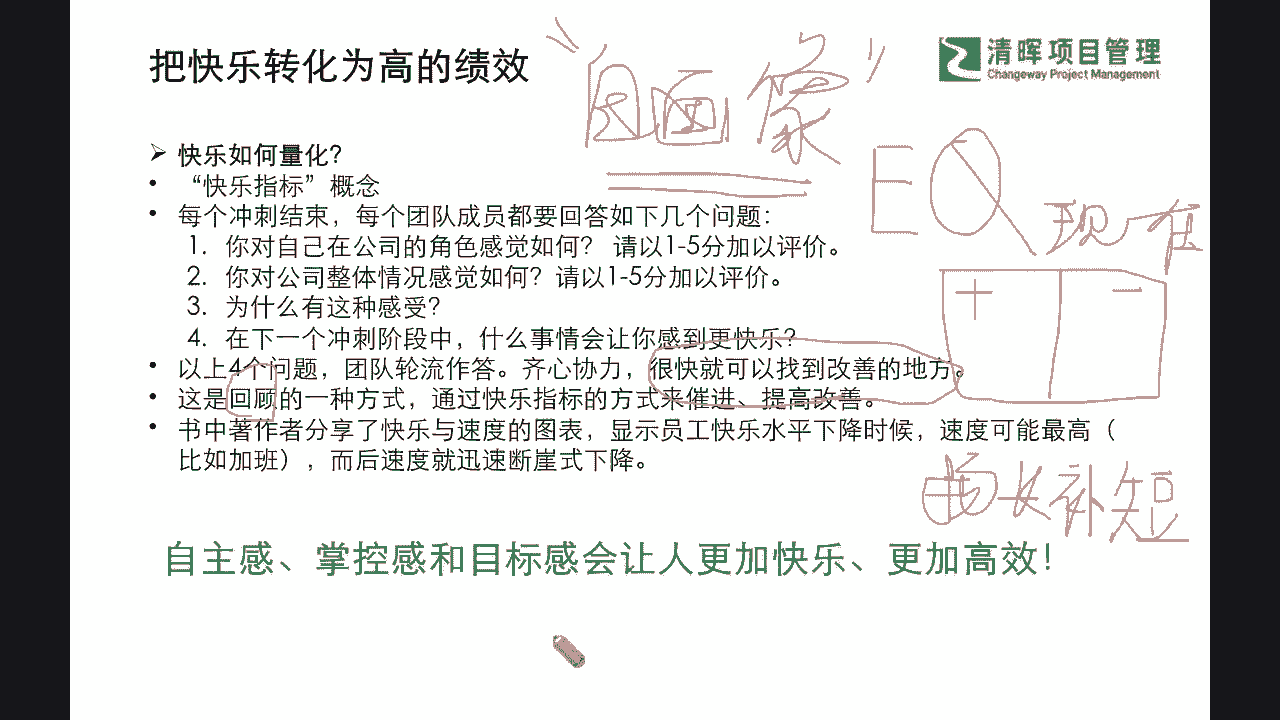 把快乐转化为高的绩效
清晖项目管理
Changeway Project Management
“自画像”
➢ 快乐如何量化?
• “快乐指标”概念
• 每个冲刺结束，每个团队成员都要回答如下几个问题：
1. 你对自己在公司的角色感觉如何？ 请以1-5分加以评价。
2. 你对公司整体情况感觉如何？请以1-5分加以评价。
3. 为什么有这种感受？
4. 在下一个冲刺阶段中，什么事情会让你感到更快乐？
• 以上4个问题，团队轮流作答。齐心协力，很快就可以找到改善的地方。
• 这是回顾的一种方式，通过快乐指标的方式来催进、提高改善。
• 书中著作者分享了快乐与速度的图表，显示员工快乐水平下降时候，速度可能最高（
比如加班），而后速度就迅速断崖式下降。
EQ
现在
+ −
长补短
自主感、掌控感和目标感会让人更加快乐、更加高效!